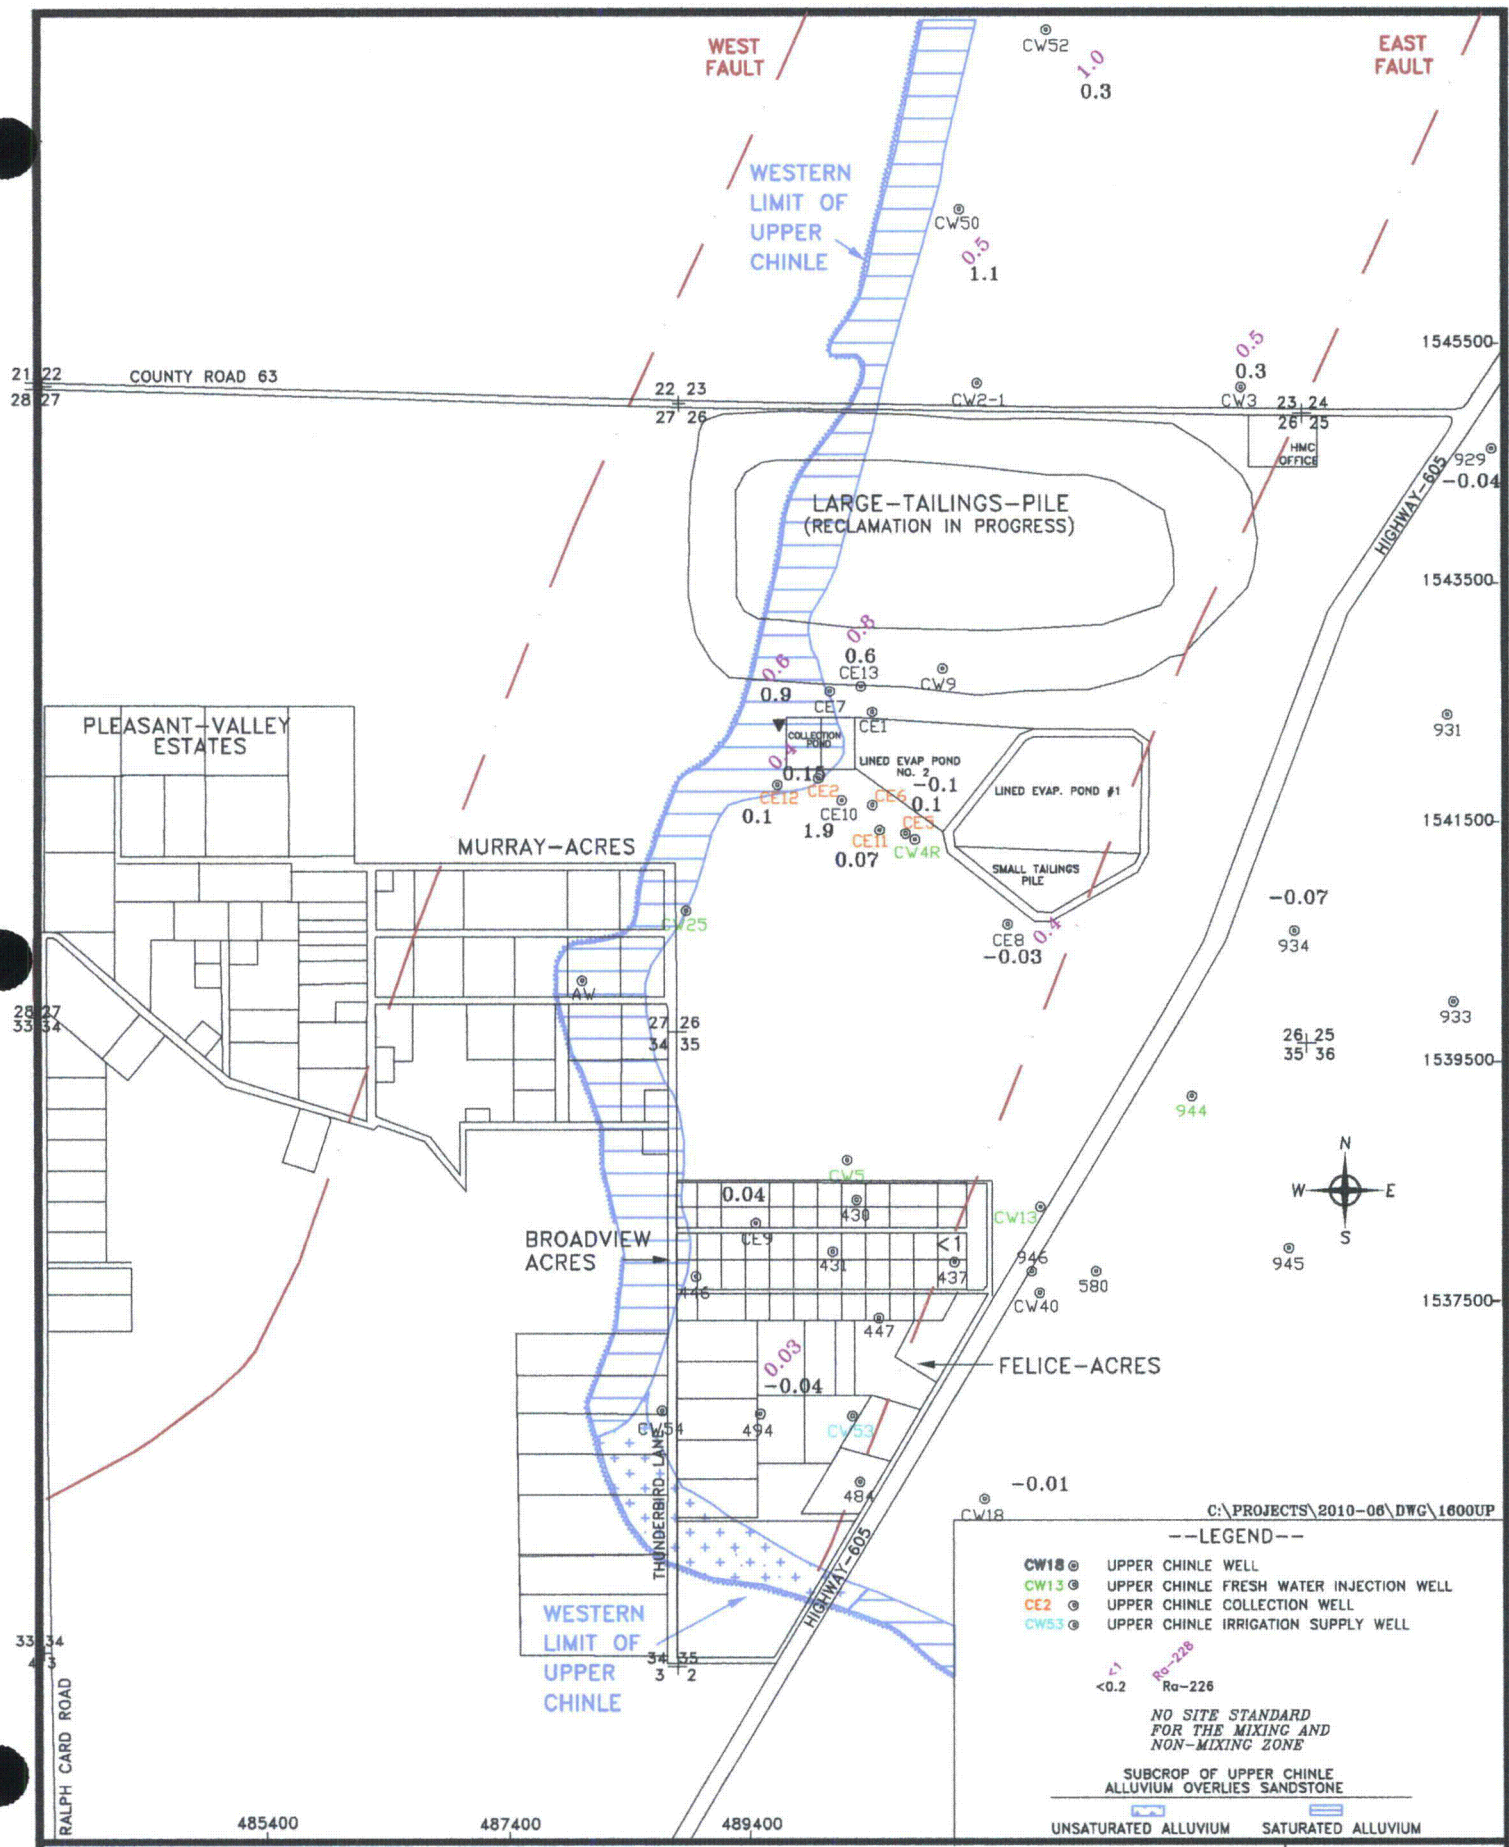 WEST
FAULT
EAST
FAULT
CW52
1.0
0.3
WESTERN
LIMIT OF
UPPER
CHINLE
CW50
0.5
1.1
1545500
0.5
0.3
21 22
28 27
COUNTY ROAD 63
22 23
27 26
CW2-1
CW3
23 24
26 25
HMC
OFFICE
929
-0.04
HIGHWAY-605
LARGE-TAILINGS-PILE
(RECLAMATION IN PROGRESS)
1543500
0.8
0.6
CE13
0.6
0.9
CE7
CW9
CE1
931
PLEASANT-VALLEY
ESTATES
COLLECTION
POND
0.4
0.15
LINED EVAP POND
NO. 2
-0.1
LINED EVAP. POND #1
CE12
CE2
CE6
0.1
0.1
CE10
1.9
CE5
CE11
CW4R
0.07
1541500
MURRAY-ACRES
SMALL TAILINGS
PILE
CW25
CE8
0.4
-0.03
-0.07
934
AW
933
28 27
33 34
27 26
34 35
26 25
35 36
1539500
944
N
W
E
S
CW5
0.04
430
CW13
CE9
BROADVIEW
ACRES
431
<1
437
946
580
945
446
CW40
1537500
447
0.03
-0.04
FELICE-ACRES
CW54
494
CW53
THUNDERBIRD LANE
484
-0.01
CW18
HIGHWAY-605
C:\PROJECTS\2010-06\DWG\1600UP
--LEGEND--
CW18 UPPER CHINLE WELL
CW13 UPPER CHINLE FRESH WATER INJECTION WELL
CE2 UPPER CHINLE COLLECTION WELL
CW53 UPPER CHINLE IRRIGATION SUPPLY WELL
<1 Ra-228
<0.2 Ra-226
NO SITE STANDARD
FOR THE MIXING AND
NON-MIXING ZONE
SUBCROP OF UPPER CHINLE
ALLUVIUM OVERLIES SANDSTONE
UNSATURATED ALLUVIUM SATURATED ALLUVIUM
WESTERN
LIMIT OF
UPPER
CHINLE
33 34
4 3
34 35
3 2
RALPH CARD ROAD
485400
487400
489400